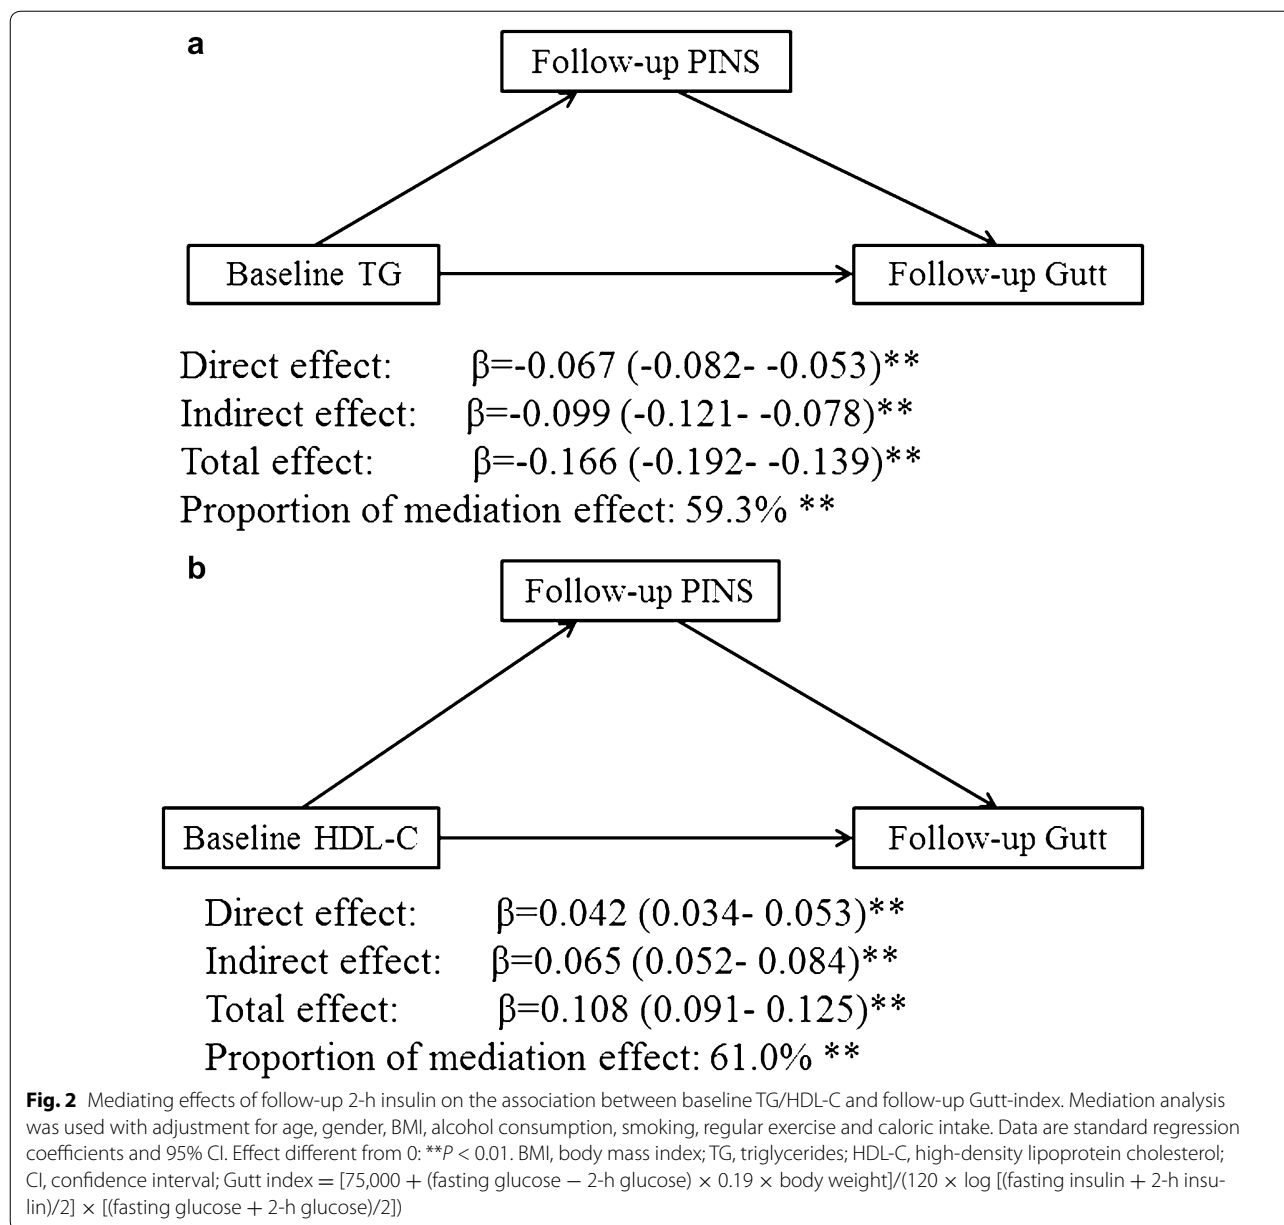 a
Follow-up PINS
Baseline TG
Follow-up Gutt
Direct effect: β=-0.067 (-0.082- -0.053)**
Indirect effect: β=-0.099 (-0.121- -0.078)**
Total effect: β=-0.166 (-0.192- -0.139)**
Proportion of mediation effect: 59.3% **
b
Follow-up PINS
Baseline HDL-C
Follow-up Gutt
Direct effect: β=0.042 (0.034- 0.053)**
Indirect effect: β=0.065 (0.052- 0.084)**
Total effect: β=0.108 (0.091- 0.125)**
Proportion of mediation effect: 61.0% **
Fig. 2 Mediating effects of follow-up 2-h insulin on the association between baseline TG/HDL-C and follow-up Gutt-index. Mediation analysis
was used with adjustment for age, gender, BMI, alcohol consumption, smoking, regular exercise and caloric intake. Data are standard regression
coefficients and 95% CI. Effect different from 0: **P < 0.01. BMI, body mass index; TG, triglycerides; HDL-C, high-density lipoprotein cholesterol;
CI, confidence interval; Gutt index = [75,000 + (fasting glucose − 2-h glucose) × 0.19 × body weight]/(120 × log [(fasting insulin + 2-h insu-
lin)/2] × [(fasting glucose + 2-h glucose)/2])